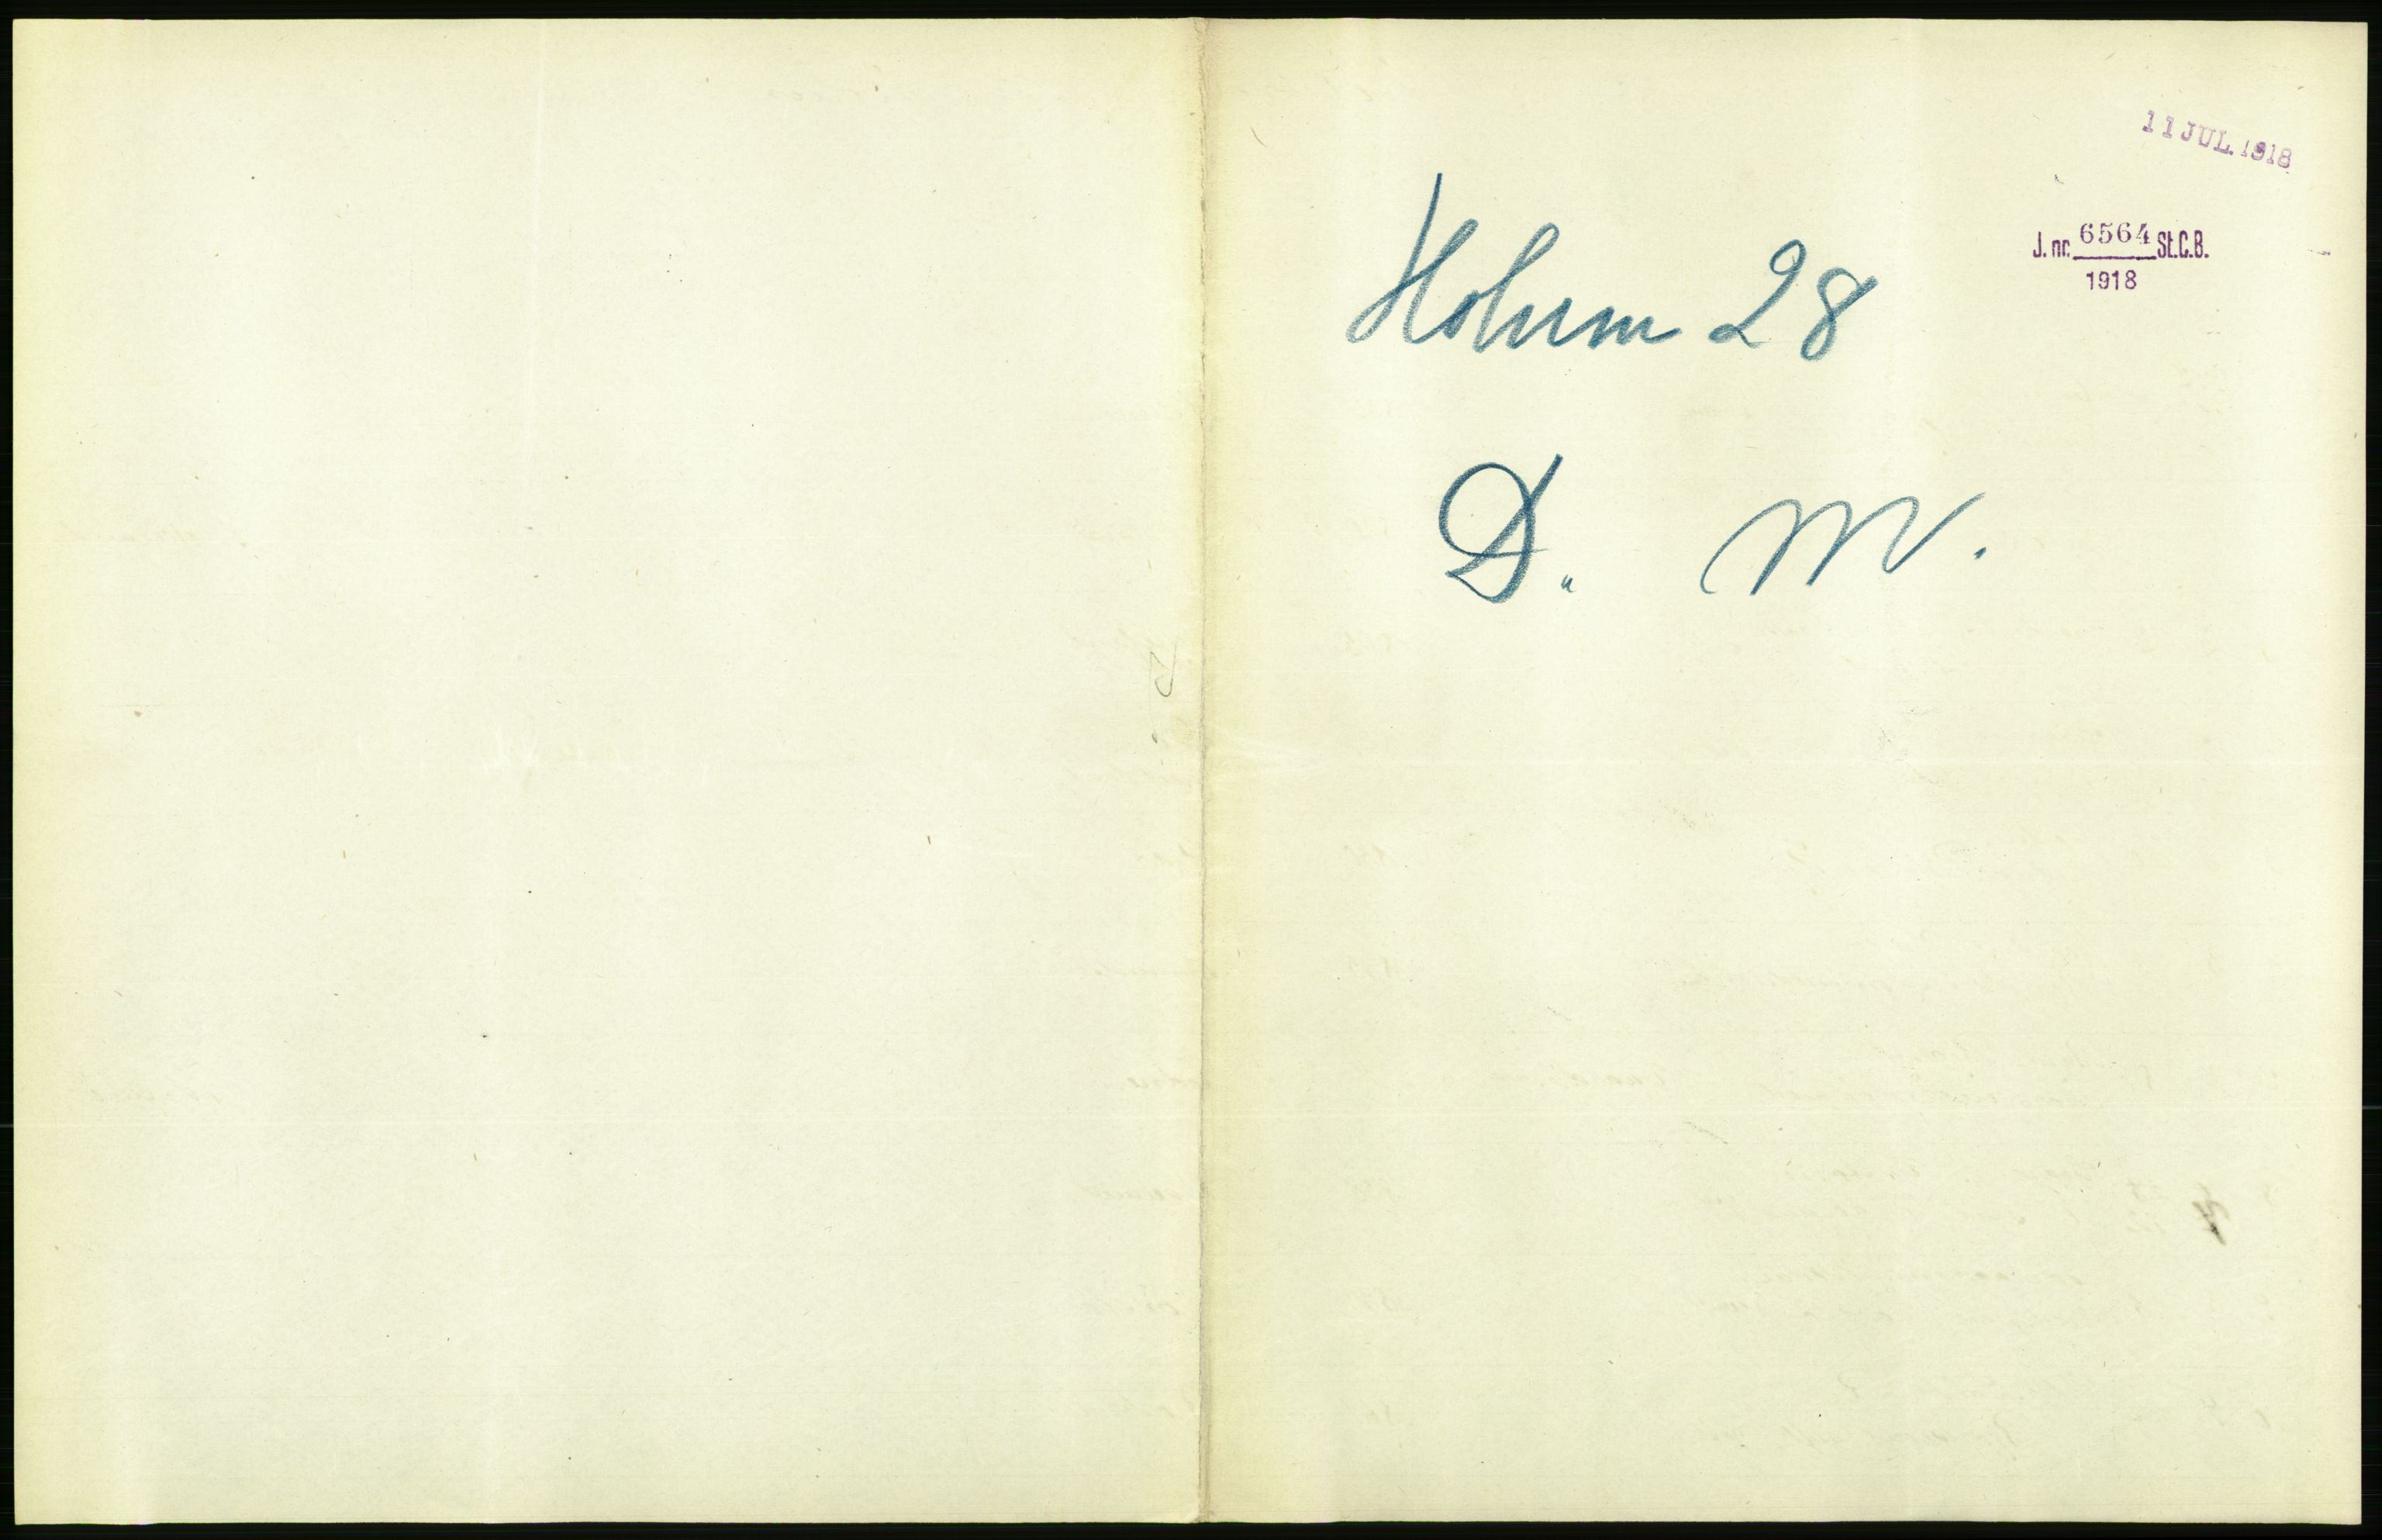 11 JUL. 1918
J. nr. 6564 St.C.B.
1918
Holum 28
D. M.